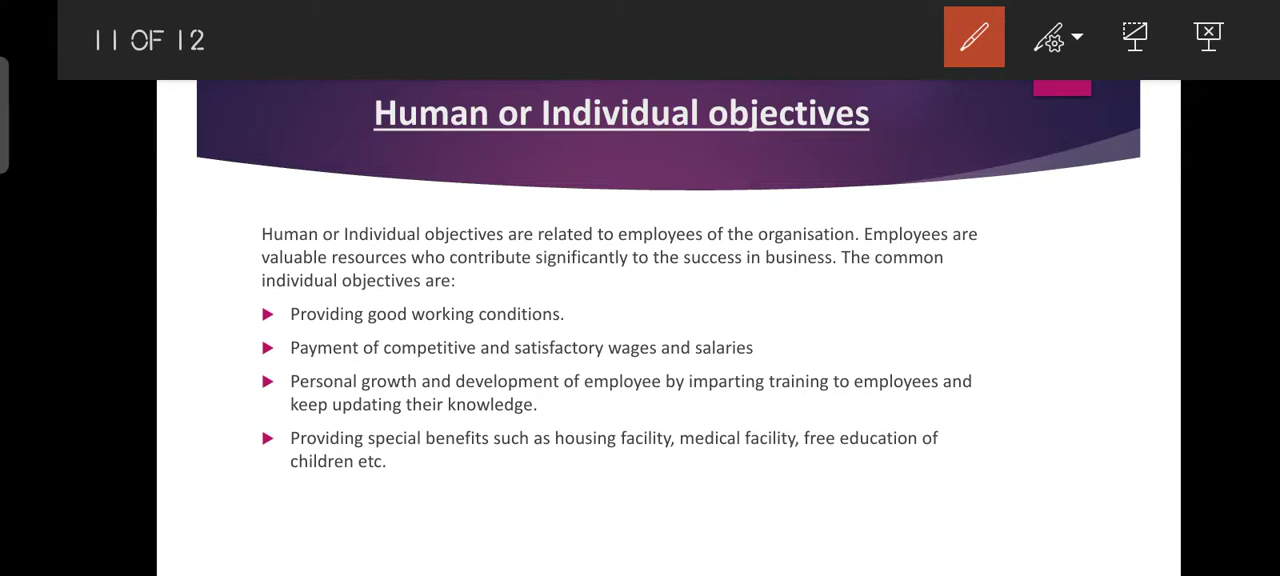 11 OF 12
Human or Individual objectives
Human or Individual objectives are related to employees of the organisation. Employees are
valuable resources who contribute significantly to the success in business. The common
individual objectives are:
Providing good working conditions.
Payment of competitive and satisfactory wages and salaries
Personal growth and development of employee by imparting training to employees and
keep updating their knowledge.
Providing special benefits such as housing facility, medical facility, free education of
children etc.